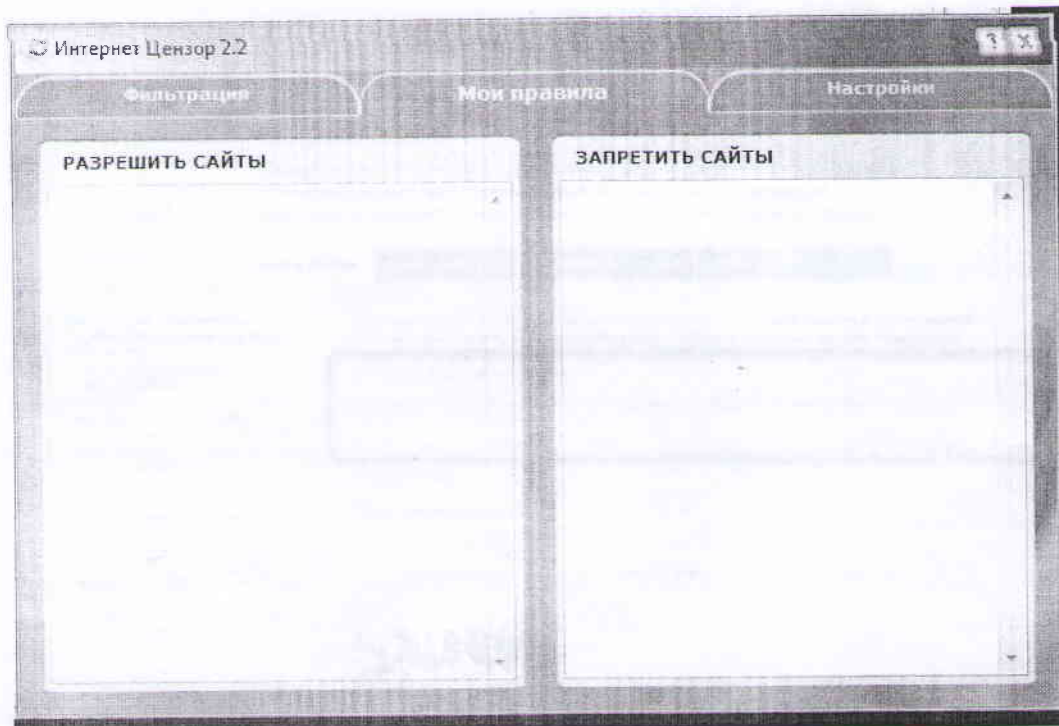 Интернет Цензор 2.2
? X
Фильтрация Мои правила Настройки
РАЗРЕШИТЬ САЙТЫ
ЗАПРЕТИТЬ САЙТЫ